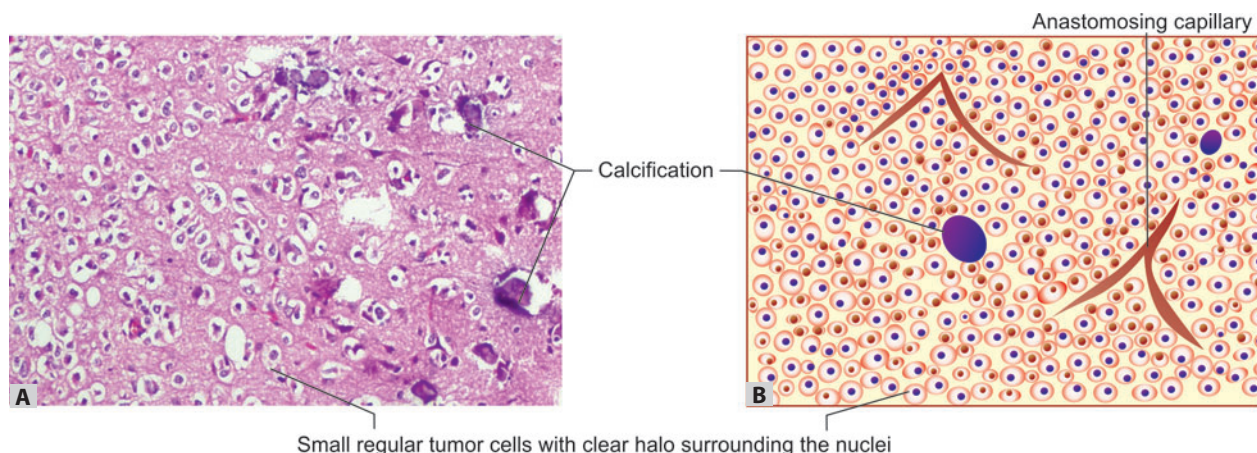 Anastomosing capillary
Calcification
A
B
Small regular tumor cells with clear halo surrounding the nuclei